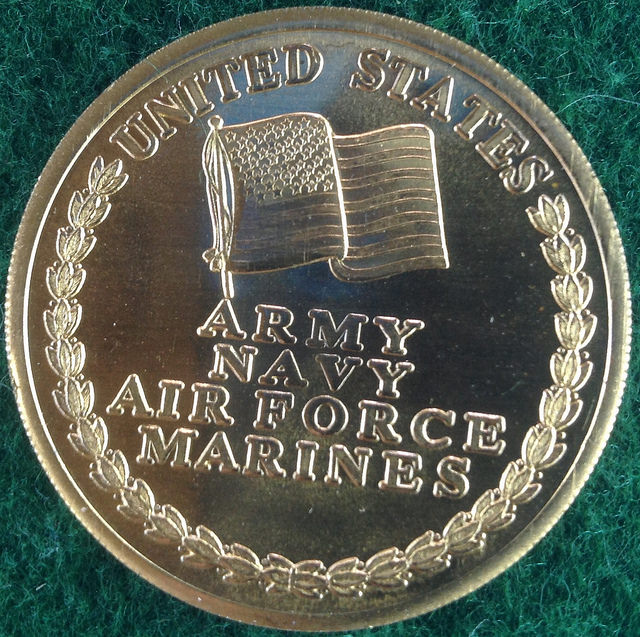 UNITED STATES
ARMY
NAVY
AIR FORCE
MARINES